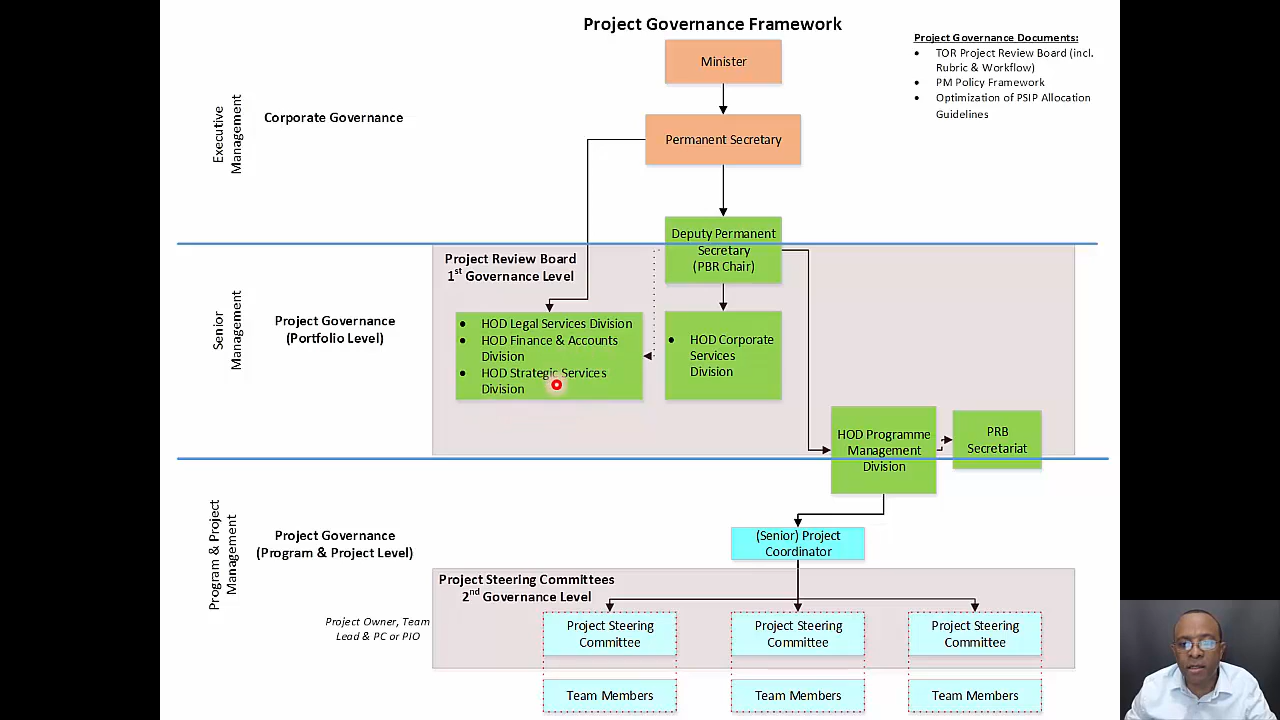 Project Governance Framework
Project Governance Documents:
• TOR Project Review Board (incl.
Rubric & Workflow)
• PM Policy Framework
• Optimization of PSIP Allocation
Guidelines
Minister
Executive
Management
Corporate Governance
Permanent Secretary
Deputy Permanent
Secretary
(PBR Chair)
Project Review Board
1st Governance Level
Senior
Management
Project Governance
(Portfolio Level)
• HOD Legal Services Division
• HOD Finance & Accounts
Division
• HOD Strategic Services
Division
• HOD Corporate
Services
Division
HOD Programme
Management
Division
PRB
Secretariat
Program & Project
Management
Project Governance
(Program & Project Level)
(Senior) Project
Coordinator
Project Steering Committees
2nd Governance Level
Project Owner, Team
Lead & PC or PIO
Project Steering
Committee
Project Steering
Committee
Project Steering
Committee
Team Members
Team Members
Team Members